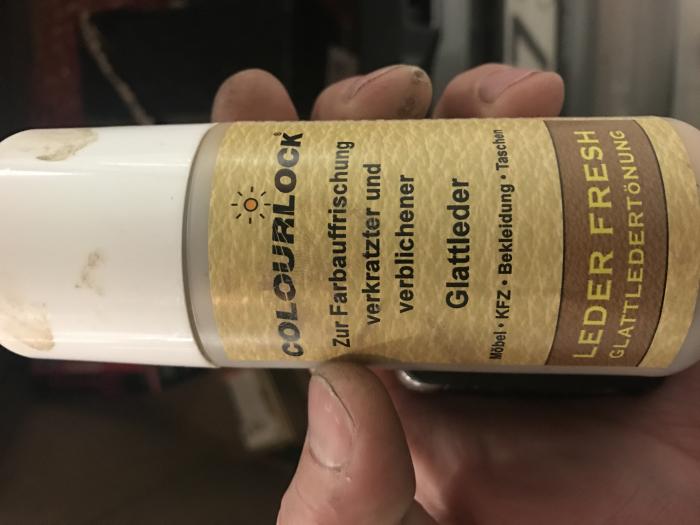 COLOURLOCK®
Zur Farbauffrischung
verkratzter und
verblichener
Glattleder
Möbel • KFZ • Bekleidung • Taschen
LEDER FRESH
GLATTLEDERTÖNUNG